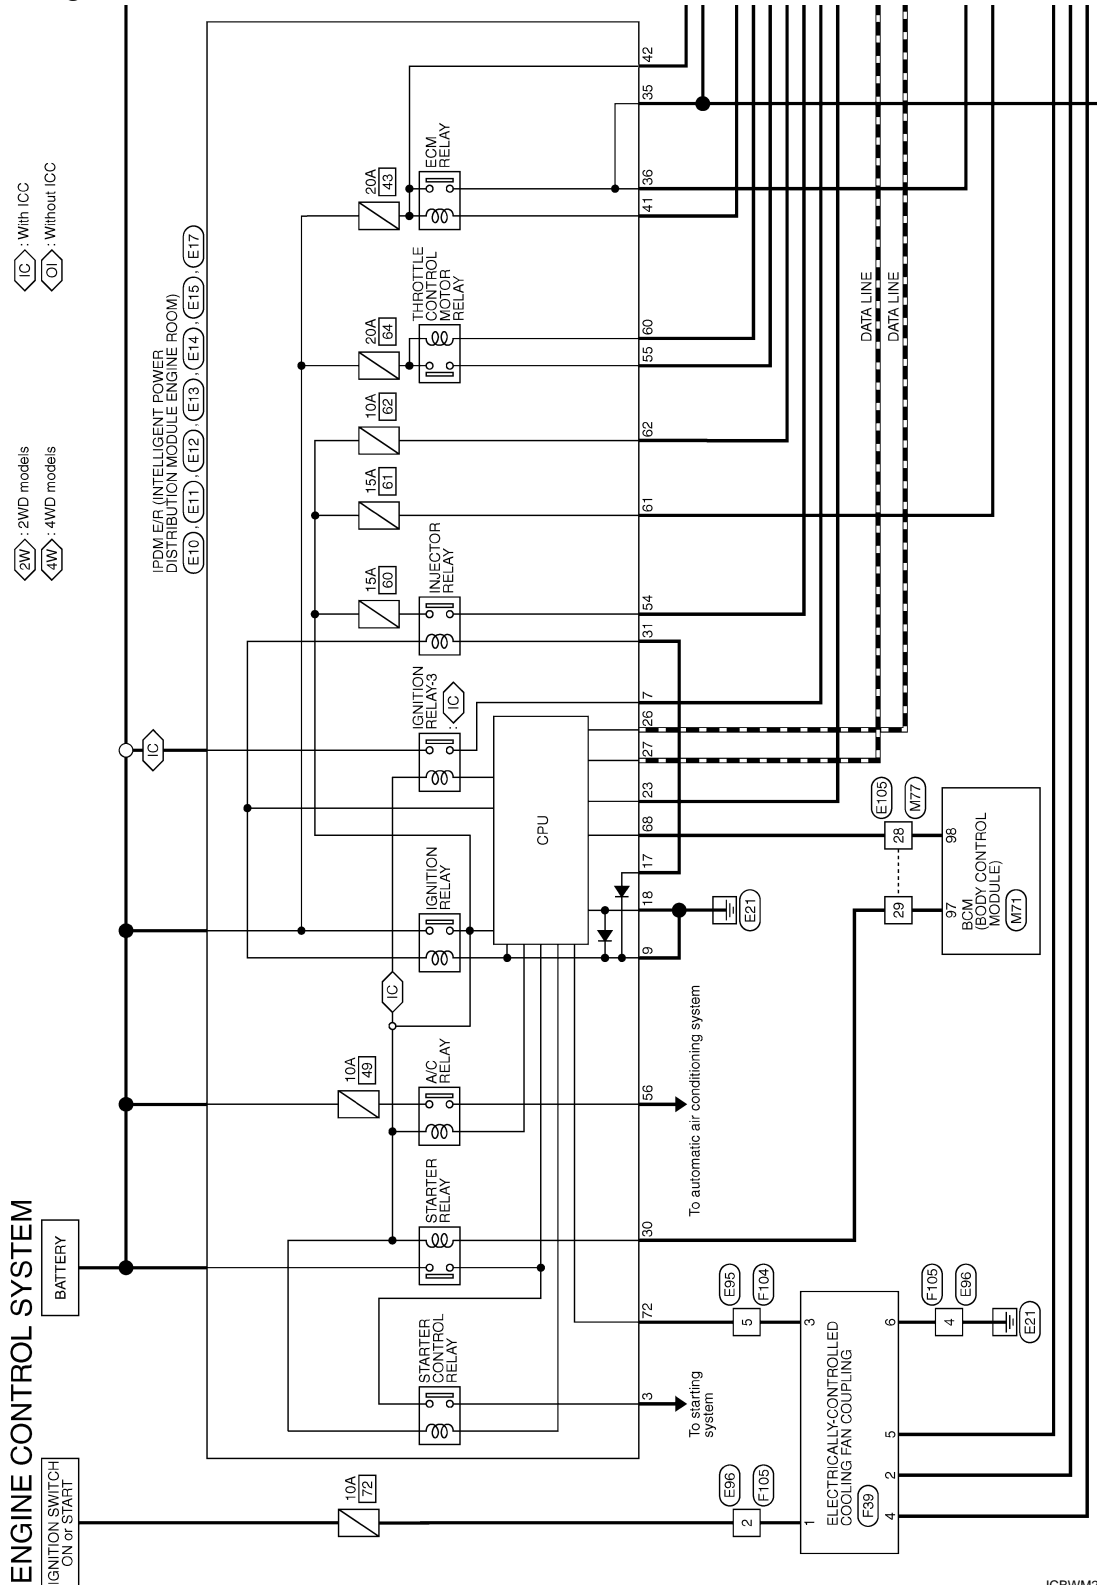 ENGINE CONTROL SYSTEM
IGNITION SWITCH
ON or START
BATTERY
2W : 2WD models
4W : 4WD models
IC : With ICC
OI : Without ICC
IPDM E/R (INTELLIGENT POWER
DISTRIBUTION MODULE ENGINE ROOM)
E10 , E11 , E12 , E13 , E14 , E15 , E17
IC
10A
72
10A
49
15A
60
15A
61
10A
62
20A
64
20A
43
STARTER
CONTROL
RELAY
STARTER
RELAY
A/C
RELAY
IC
IGNITION
RELAY
IGNITION
RELAY-3
: IC
INJECTOR
RELAY
THROTTLE
CONTROL
MOTOR
RELAY
ECM
RELAY
CPU
3
72
30
56
9
18
17
68
23
27
26
7
31
54
61
62
55
60
41
36
35
42
To starting
system
To automatic air conditioning system
E21
E96
F105
2
E95
F104
5
1
3
ELECTRICALLY-CONTROLLED
COOLING FAN COUPLING
F39
4
2
5
6
F105
E96
4
E21
E105
M77
29
28
97
98
BCM
(BODY CONTROL
MODULE)
M71
DATA LINE
DATA LINE